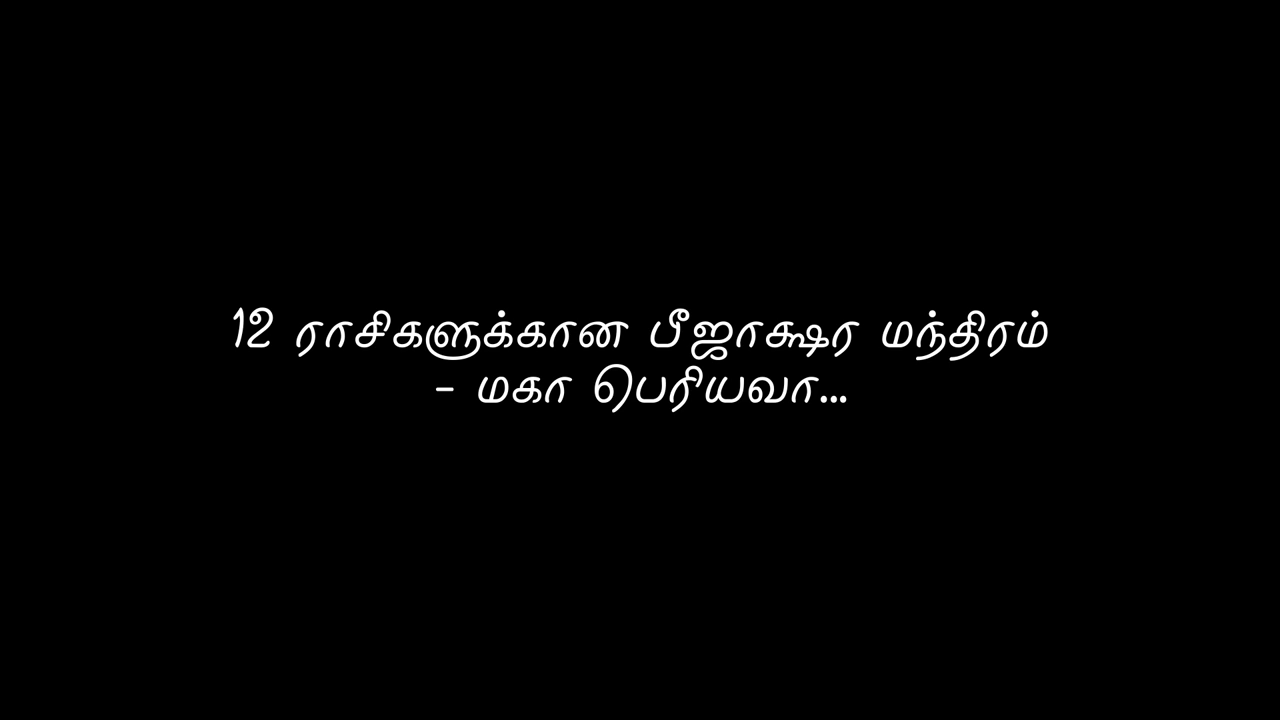 12 ராசிகளுக்கான பீஜாக்ஷர மந்திரம்
- மகா பெரியவா...